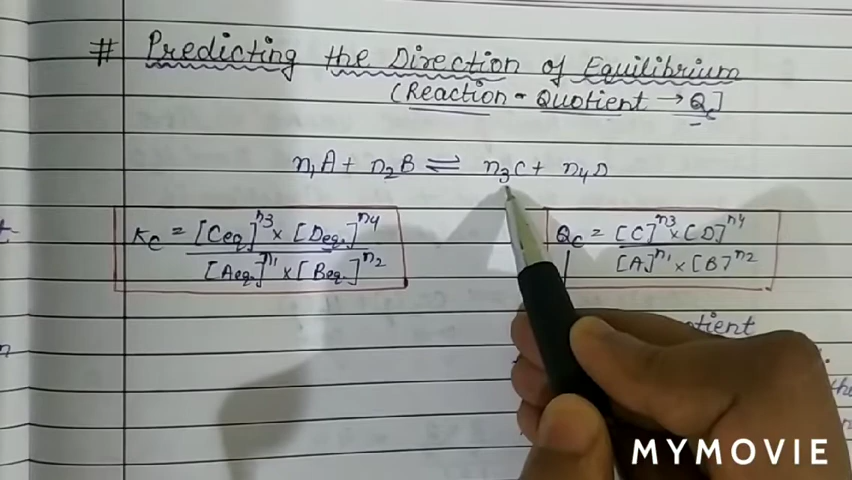 # Predicting the Direction of Equilibrium
(Reaction - Quotient → Qc]
n₁A + n₂B ⇌ n₃C + n₄D
Kc = [Ceq]^n₃ × [Deq.]^n₄ / [Aeq.]^n₁ × [Beq.]^n₂
Qc = [C]^n₃ × [D]^n₄ / [A]^n₁ × [B]^n₂
MYMOVIE